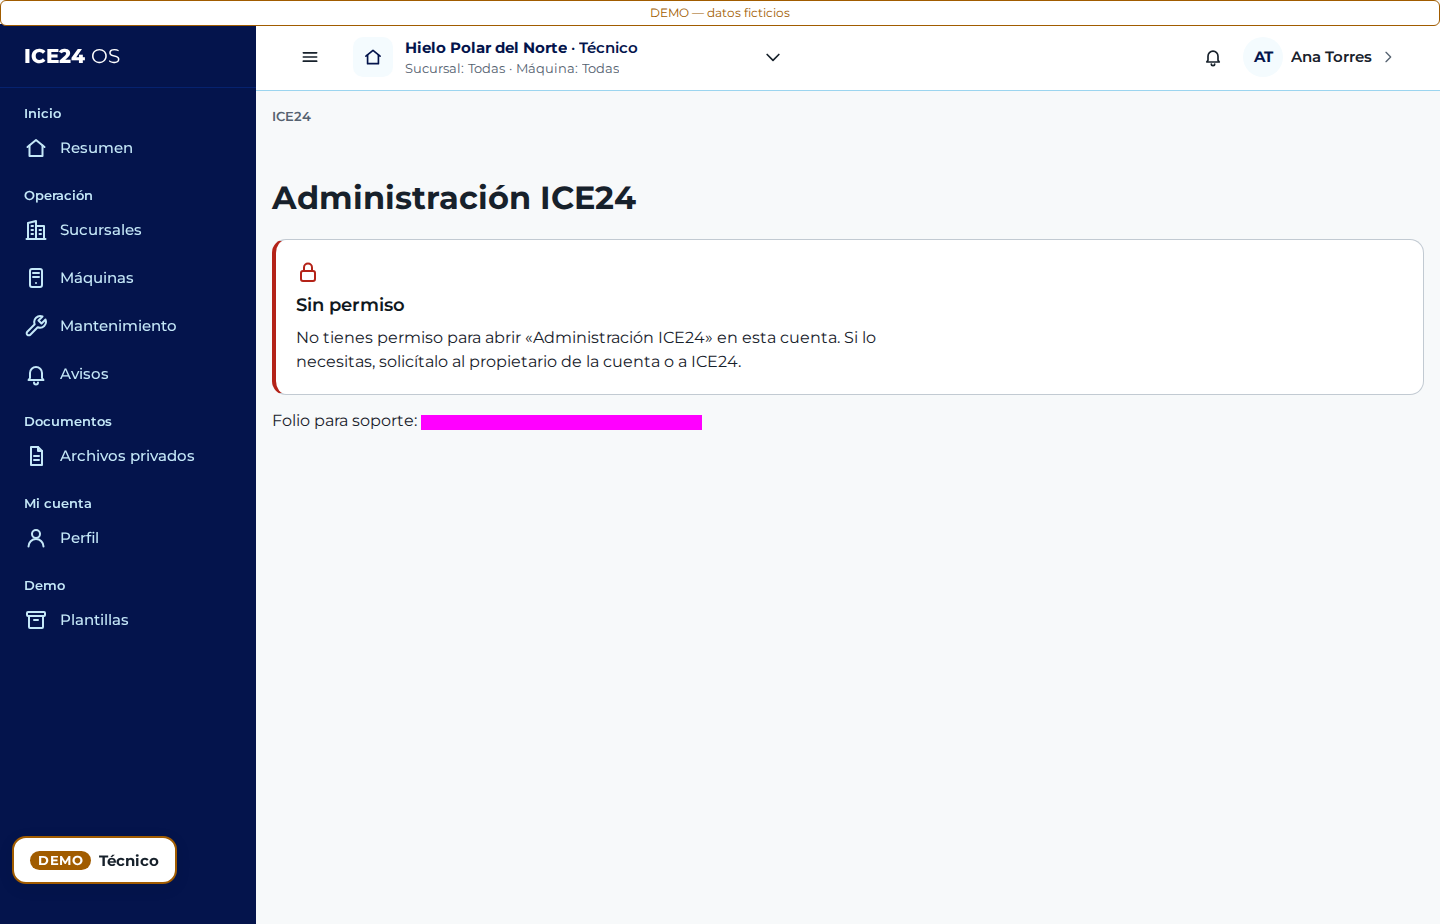 DEMO — datos ficticios
ICE24 OS
Inicio
Resumen
Operación
Sucursales
Máquinas
Mantenimiento
Avisos
Documentos
Archivos privados
Mi cuenta
Perfil
Demo
Plantillas
DEMO Técnico
Hielo Polar del Norte · Técnico
Sucursal: Todas · Máquina: Todas
AT Ana Torres
ICE24
Administración ICE24
Sin permiso
No tienes permiso para abrir «Administración ICE24» en esta cuenta. Si lo
necesitas, solicítalo al propietario de la cuenta o a ICE24.
Folio para soporte: